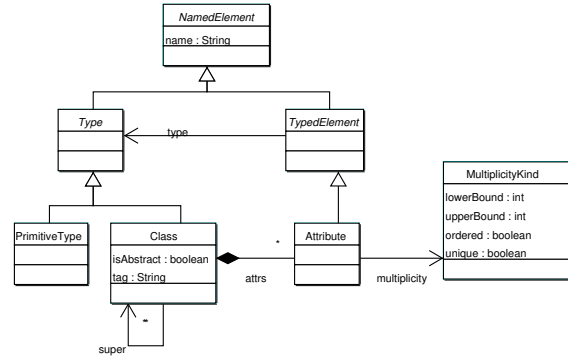 NamedElement
name : String
Type
TypedElement
type
MultiplicityKind
lowerBound : int
upperBound : int
ordered : boolean
unique : boolean
PrimitiveType
Class
isAbstract : boolean
tag : String
*
attrs
Attribute
multiplicity
*
super